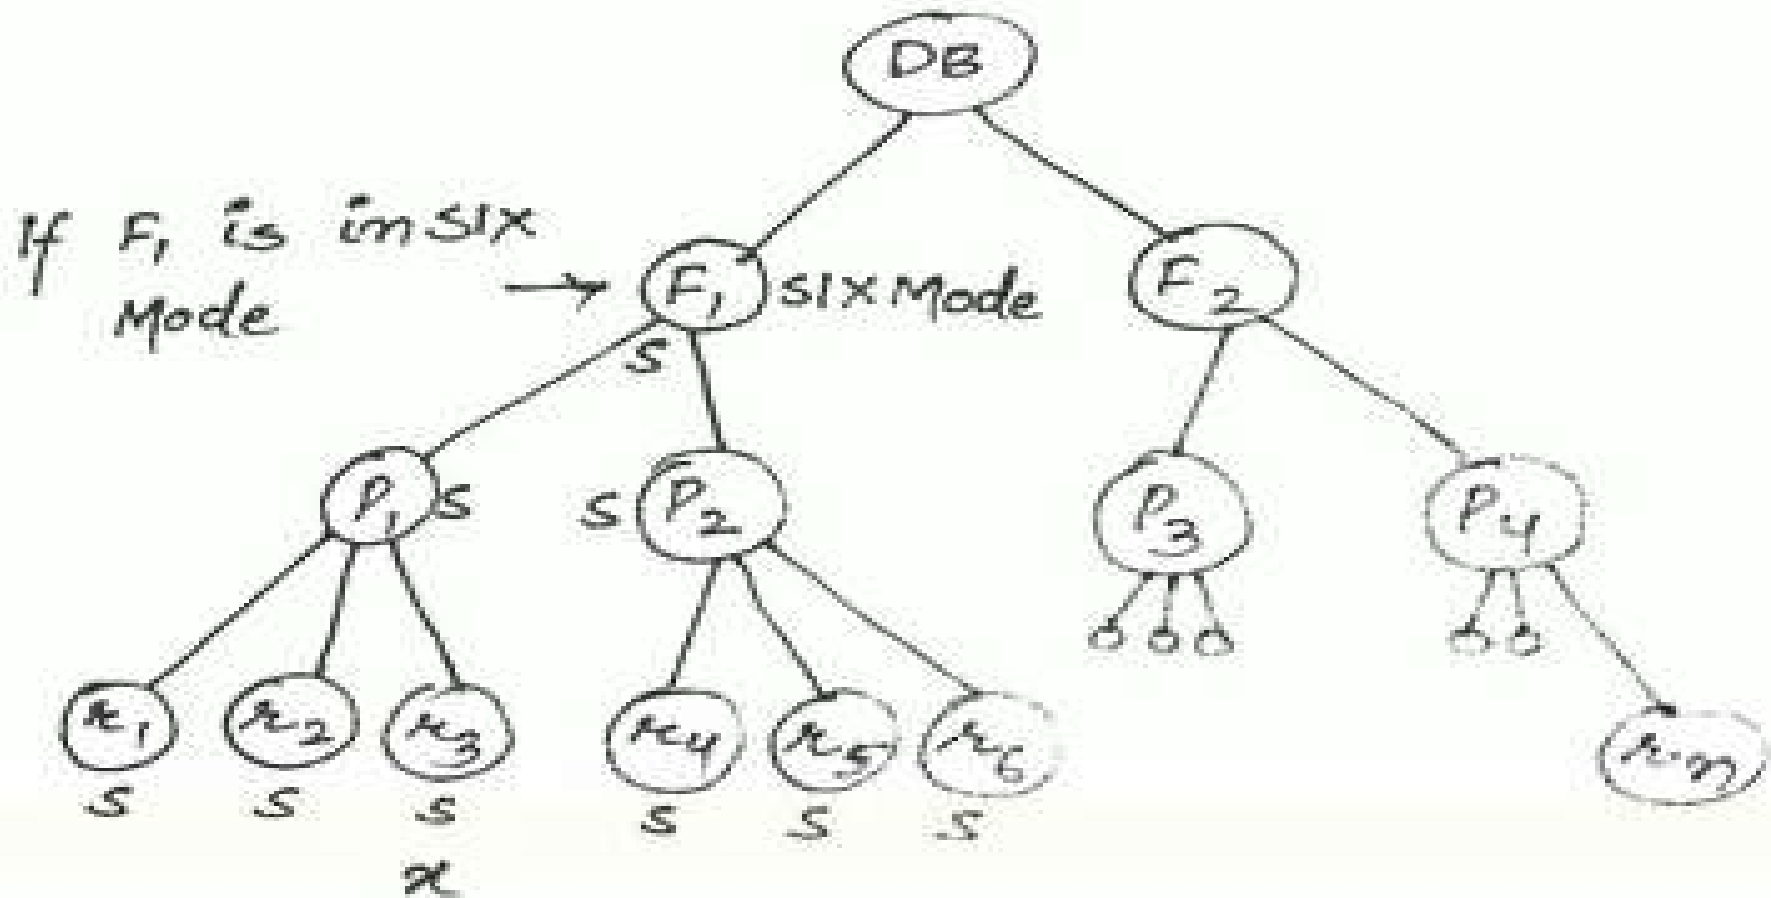 DB
If F1 is in SIX
Mode
→ F1 SIX Mode
F2
S
P1 S
S P2
P3
P4
r1
r2
r3
r4
r5
r6
rn
S
S
S
S
S
S
x